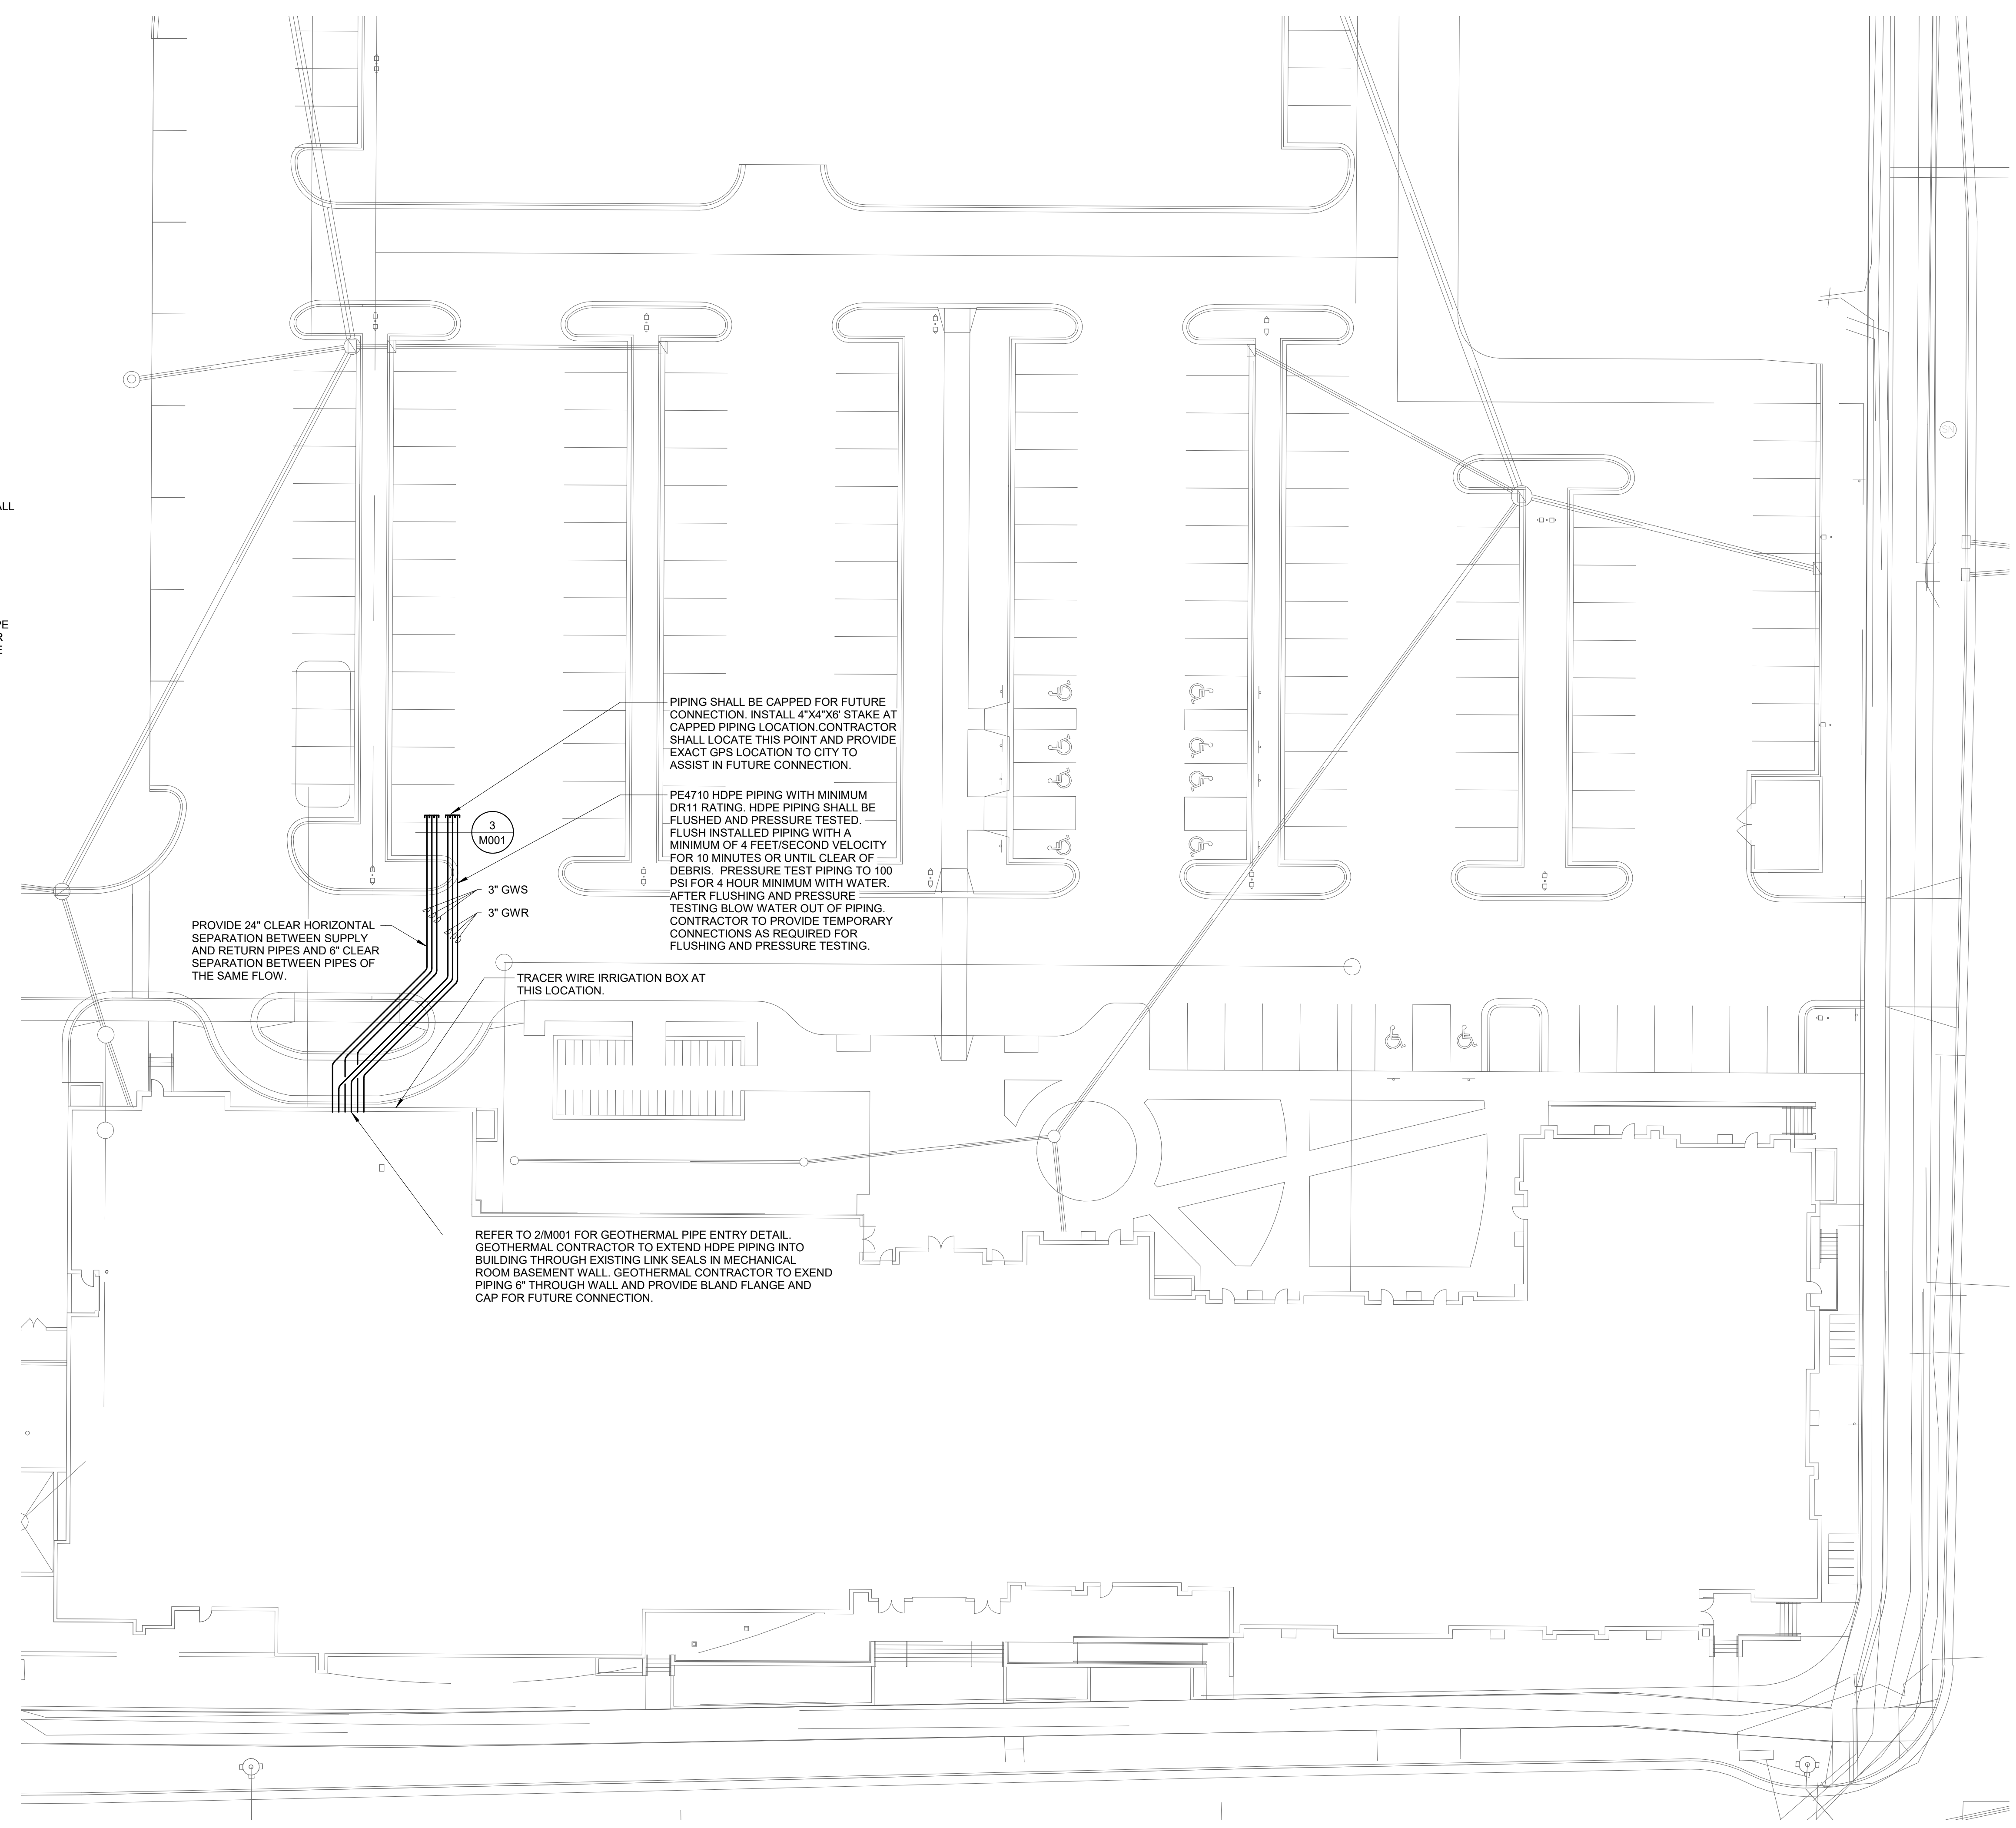 ALL
PE
R
E
PIPING SHALL BE CAPPED FOR FUTURE
CONNECTION. INSTALL 4"X4"X6' STAKE AT
CAPPED PIPING LOCATION.CONTRACTOR
SHALL LOCATE THIS POINT AND PROVIDE
EXACT GPS LOCATION TO CITY TO
ASSIST IN FUTURE CONNECTION.
PE4710 HDPE PIPING WITH MINIMUM
DR11 RATING. HDPE PIPING SHALL BE
FLUSHED AND PRESSURE TESTED.
FLUSH INSTALLED PIPING WITH A
MINIMUM OF 4 FEET/SECOND VELOCITY
FOR 10 MINUTES OR UNTIL CLEAR OF
DEBRIS. PRESSURE TEST PIPING TO 100
PSI FOR 4 HOUR MINIMUM WITH WATER.
AFTER FLUSHING AND PRESSURE
TESTING BLOW WATER OUT OF PIPING.
CONTRACTOR TO PROVIDE TEMPORARY
CONNECTIONS AS REQUIRED FOR
FLUSHING AND PRESSURE TESTING.
3
M001
3" GWS
3" GWR
PROVIDE 24" CLEAR HORIZONTAL
SEPARATION BETWEEN SUPPLY
AND RETURN PIPES AND 6" CLEAR
SEPARATION BETWEEN PIPES OF
THE SAME FLOW.
TRACER WIRE IRRIGATION BOX AT
THIS LOCATION.
REFER TO 2/M001 FOR GEOTHERMAL PIPE ENTRY DETAIL.
GEOTHERMAL CONTRACTOR TO EXTEND HDPE PIPING INTO
BUILDING THROUGH EXISTING LINK SEALS IN MECHANICAL
ROOM BASEMENT WALL. GEOTHERMAL CONTRACTOR TO EXEND
PIPING 6" THROUGH WALL AND PROVIDE BLAND FLANGE AND
CAP FOR FUTURE CONNECTION.